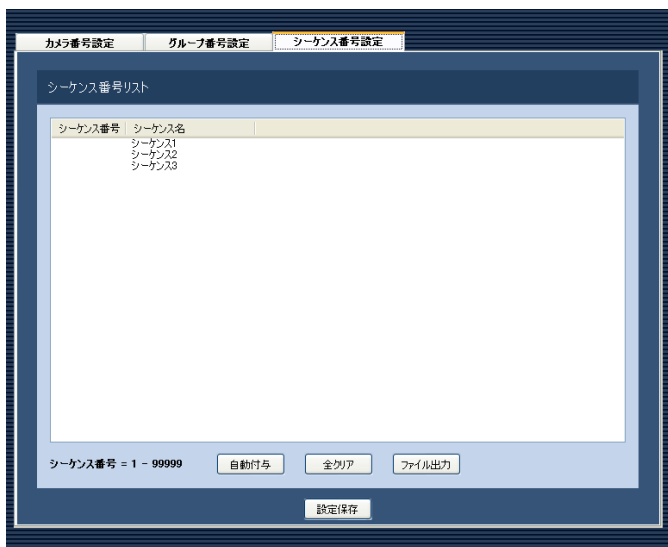 カメラ番号設定 グループ番号設定 シーケンス番号設定
シーケンス番号リスト
シーケンス番号 シーケンス名
シーケンス1
シーケンス2
シーケンス3
シーケンス番号 = 1 - 99999 自動付与 全クリア ファイル出力
設定保存